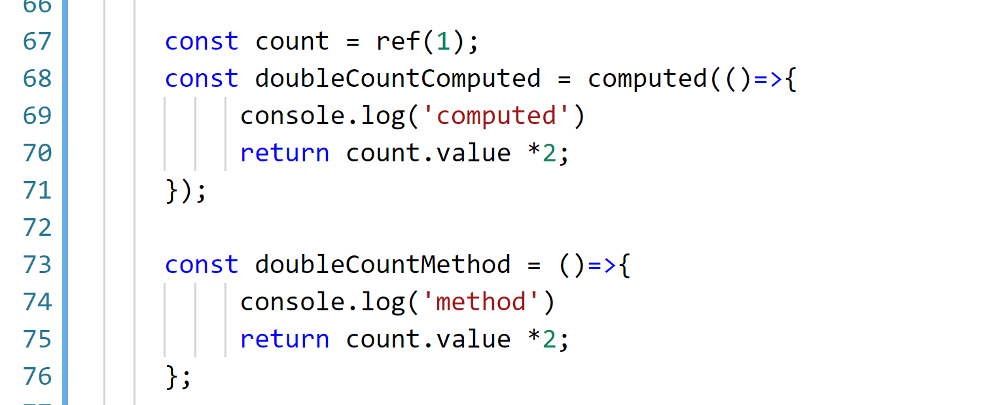 66
67 const count = ref(1);
68 const doubleCountComputed = computed(()=>{
69 console.log('computed')
70 return count.value *2;
71 });
72
73 const doubleCountMethod = ()=>{
74 console.log('method')
75 return count.value *2;
76 };